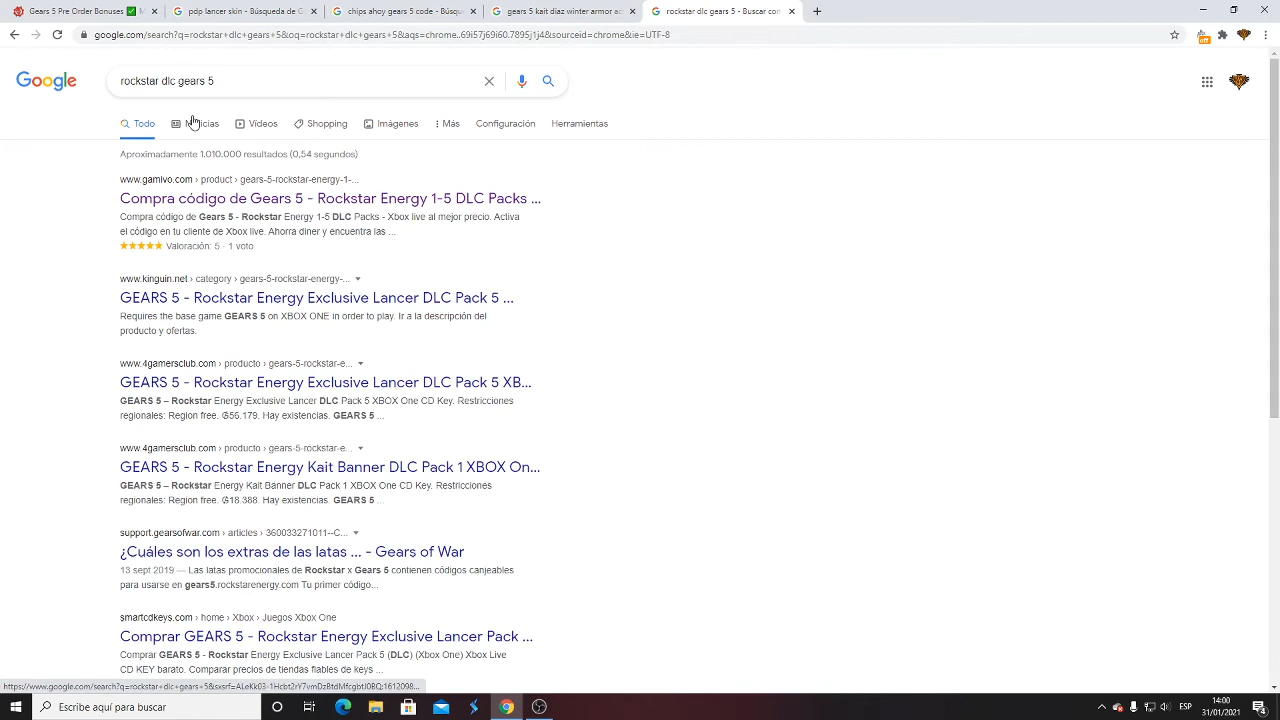 Gears 5 Pre Order Bonuses ✅ M
pdp lancer skin - Búsqueda de G
chips ahoy gears 5 code - Búsqu
gears 5 kait diaz winter armor ac
rockstar dlc gears 5 - Buscar con
google.com/search?q=rockstar+dlc+gears+5&oq=rockstar+dlc+gears+5&aqs=chrome..69i57j69i60.7895j1j4&sourceid=chrome&ie=UTF-8
off
Google
rockstar dlc gears 5
Todo
Noticias
Vídeos
Shopping
Imágenes
Más
Configuración
Herramientas
Aproximadamente 1.010.000 resultados (0,54 segundos)
www.gamivo.com › product › gears-5-rockstar-energy-1-...
Compra código de Gears 5 - Rockstar Energy 1-5 DLC Packs ...
Compra código de Gears 5 - Rockstar Energy 1-5 DLC Packs - Xbox live al mejor precio. Activa
el código en tu cliente de Xbox live. Ahorra diner y encuentra las ...
★★★★★ Valoración: 5 · 1 voto
www.kinguin.net › category › gears-5-rockstar-energy-...
GEARS 5 - Rockstar Energy Exclusive Lancer DLC Pack 5 ...
Requires the base game GEARS 5 on XBOX ONE in order to play. Ir a la descripción del
producto y ofertas.
www.4gamersclub.com › producto › gears-5-rockstar-e...
GEARS 5 - Rockstar Energy Exclusive Lancer DLC Pack 5 XB...
GEARS 5 – Rockstar Energy Exclusive Lancer DLC Pack 5 XBOX One CD Key. Restricciones
regionales: Region free. ₲56.179. Hay existencias. GEARS 5 ...
www.4gamersclub.com › producto › gears-5-rockstar-e...
GEARS 5 - Rockstar Energy Kait Banner DLC Pack 1 XBOX On...
GEARS 5 – Rockstar Energy Kait Banner DLC Pack 1 XBOX One CD Key. Restricciones
regionales: Region free. ₲18.388. Hay existencias. GEARS 5 ...
support.gearsofwar.com › articles › 360033271011--C...
¿Cuáles son los extras de las latas ... - Gears of War
13 sept 2019 — Las latas promocionales de Rockstar x Gears 5 contienen códigos canjeables
para usarse en gears5.rockstarenergy.com Tu primer código...
smartcdkeys.com › home › Xbox › Juegos Xbox One
Comprar GEARS 5 - Rockstar Energy Exclusive Lancer Pack ...
Comprar GEARS 5 - Rockstar Energy Exclusive Lancer Pack 5 (DLC) (Xbox One) Xbox Live
CD KEY barato. Comparar precios de tiendas fiables de keys ...
https://www.google.com/search?q=rockstar+dlc+gears+5&sxsrf=ALeKk03-1Hcbt2rY7vmDzBtdMfcgbtI0BQ:1612098...
Escribe aquí para buscar
ESP
14:00
31/01/2021